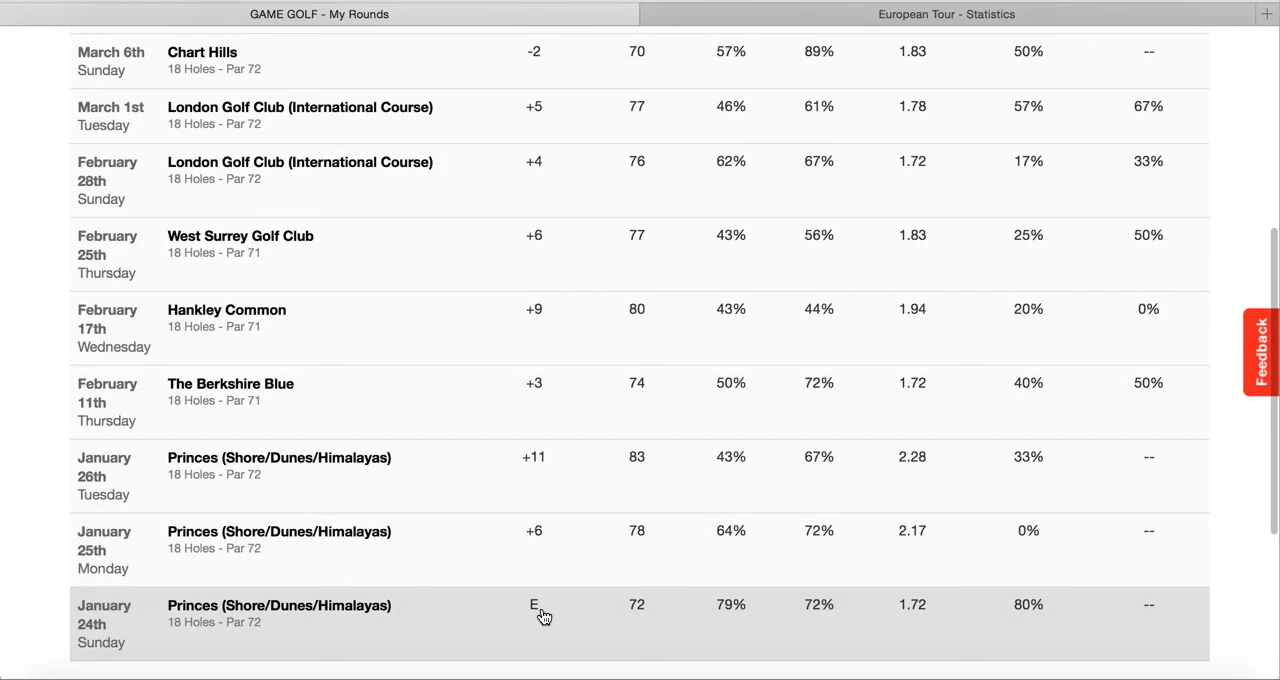 GAME GOLF - My Rounds European Tour - Statistics +
March 6th Chart Hills -2 70 57% 89% 1.83 50% --
Sunday 18 Holes - Par 72
March 1st London Golf Club (International Course) +5 77 46% 61% 1.78 57% 67%
Tuesday 18 Holes - Par 72
February London Golf Club (International Course) +4 76 62% 67% 1.72 17% 33%
28th 18 Holes - Par 72
Sunday
February West Surrey Golf Club +6 77 43% 56% 1.83 25% 50%
25th 18 Holes - Par 71
Thursday
February Hankley Common +9 80 43% 44% 1.94 20% 0%
17th 18 Holes - Par 71
Wednesday
Feedback
February The Berkshire Blue +3 74 50% 72% 1.72 40% 50%
11th 18 Holes - Par 71
Thursday
January Princes (Shore/Dunes/Himalayas) +11 83 43% 67% 2.28 33% --
26th 18 Holes - Par 72
Tuesday
January Princes (Shore/Dunes/Himalayas) +6 78 64% 72% 2.17 0% --
25th 18 Holes - Par 72
Monday
January Princes (Shore/Dunes/Himalayas) E 72 79% 72% 1.72 80% --
24th 18 Holes - Par 72
Sunday